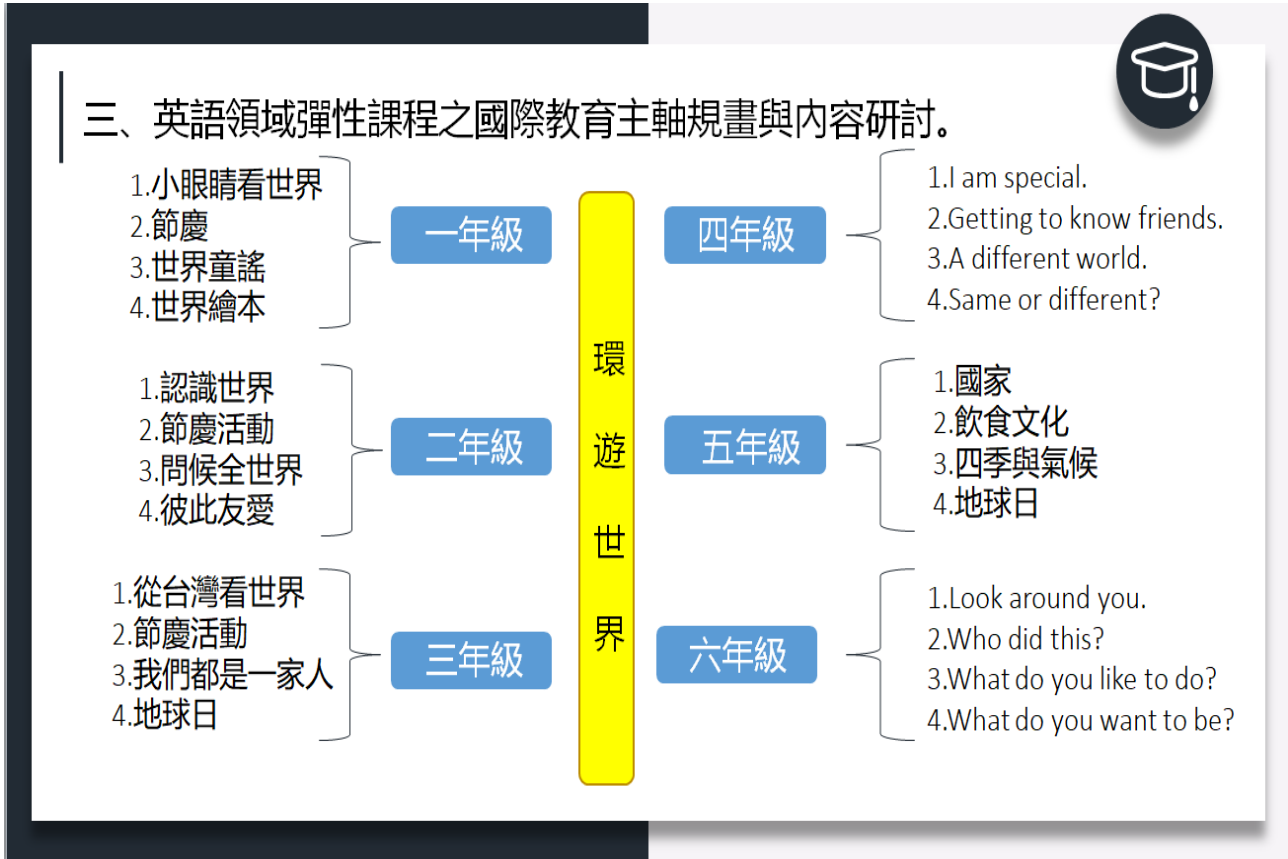 三、英語領域彈性課程之國際教育主軸規畫與內容研討。
1.小眼睛看世界
2.節慶
3.世界童謠
4.世界繪本
一年級
1.認識世界
2.節慶活動
3.問候全世界
4.彼此友愛
二年級
1.從台灣看世界
2.節慶活動
3.我們都是一家人
4.地球日
三年級
環
遊
世
界
四年級
1.I am special.
2.Getting to know friends.
3.A different world.
4.Same or different?
五年級
1.國家
2.飲食文化
3.四季與氣候
4.地球日
六年級
1.Look around you.
2.Who did this?
3.What do you like to do?
4.What do you want to be?